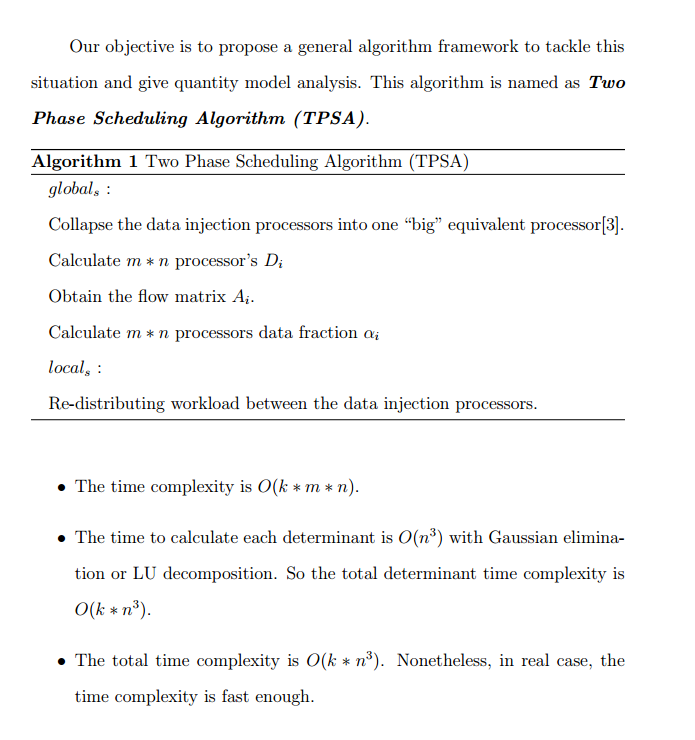 Our objective is to propose a general algorithm framework to tackle this
situation and give quantity model analysis. This algorithm is named as Two
Phase Scheduling Algorithm (TPSA).
Algorithm 1 Two Phase Scheduling Algorithm (TPSA)
globalₛ :
Collapse the data injection processors into one “big” equivalent processor[3].
Calculate m ∗ n processor’s Dᵢ
Obtain the flow matrix Aᵢ.
Calculate m ∗ n processors data fraction αᵢ
localₛ :
Re-distributing workload between the data injection processors.
• The time complexity is O(k ∗ m ∗ n).
• The time to calculate each determinant is O(n³) with Gaussian elimina-
tion or LU decomposition. So the total determinant time complexity is
O(k ∗ n³).
• The total time complexity is O(k ∗ n³). Nonetheless, in real case, the
time complexity is fast enough.